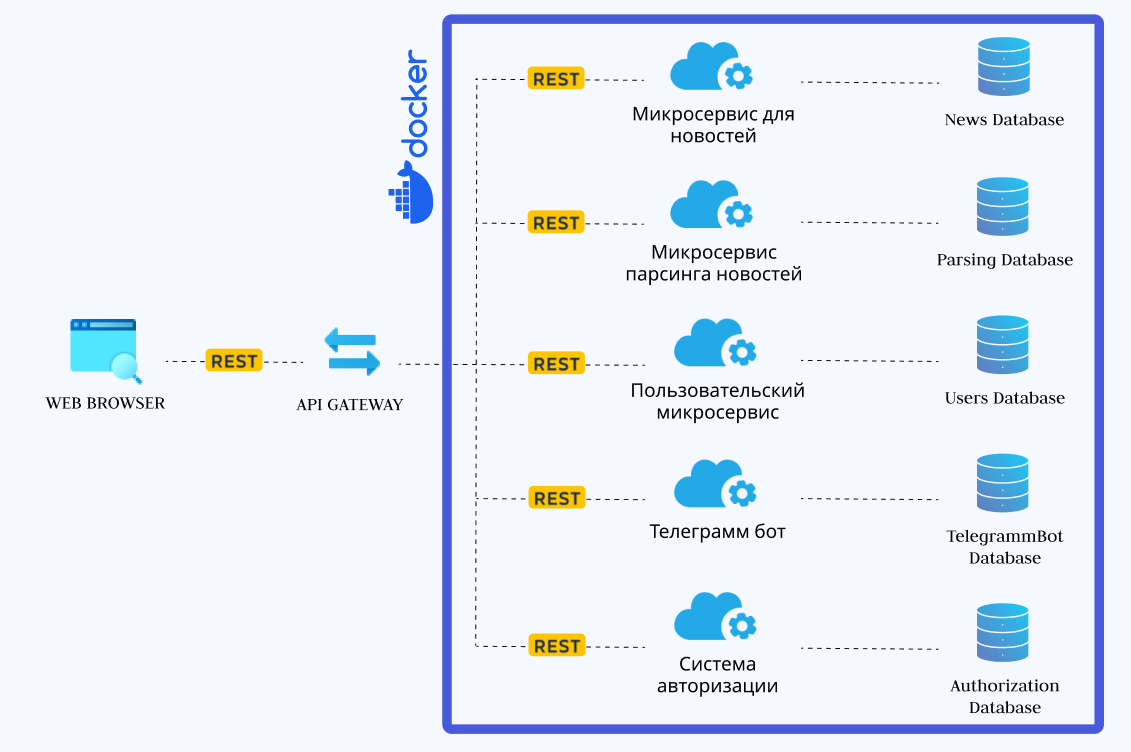 docker
REST
Микросервис для
новостей
News Database
REST
Микросервис
парсинга новостей
Parsing Database
WEB BROWSER
REST
API GATEWAY
REST
Пользовательский
микросервис
Users Database
REST
Телеграмм бот
TelegrammBot
Database
REST
Система
авторизации
Authorization
Database